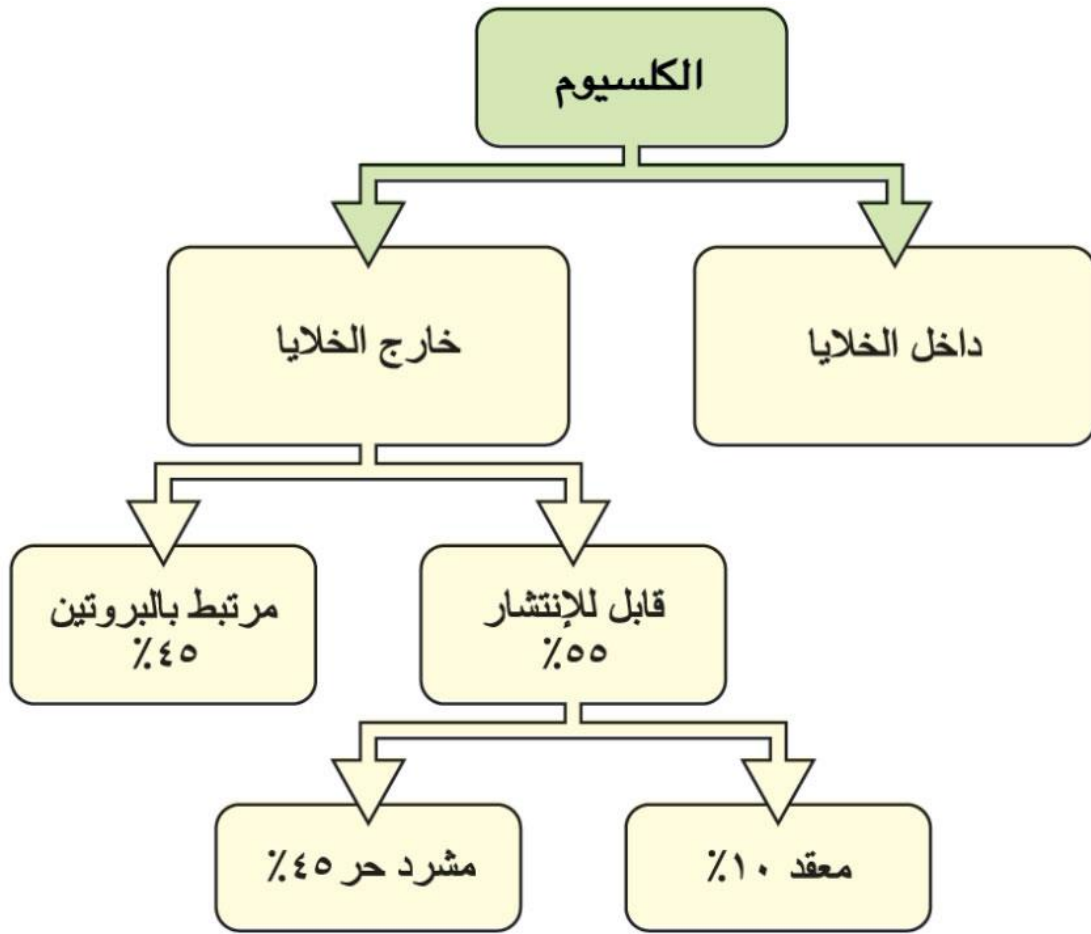 الكلسيوم
داخل الخلايا
خارج الخلايا
قابل للإنتشار
٥٥٪
مرتبط بالبروتين
٤٥٪
معقد ١٠٪
مشرد حر ٤٥٪